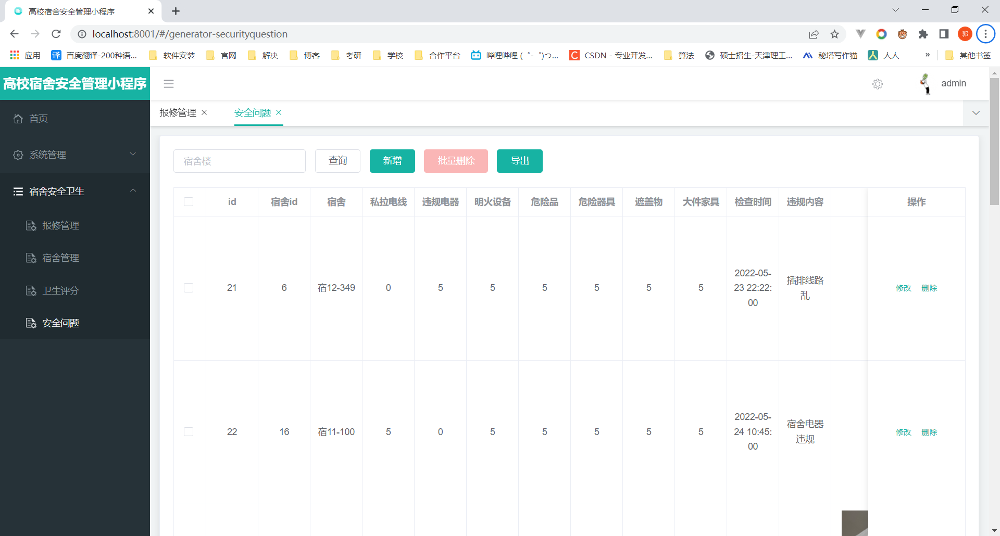 高校宿舍安全管理小程序
localhost:8001/#/generator-securityquestion
郭
应用 译 百度翻译-200种语... 软件安装 官网 解决 博客 考研 学校 合作平台 哔哩哔哩 ( ゜- ゜)つ... C CSDN - 专业开发... 算法 硕士招生-天津理工... 秘塔写作猫 人人 » 其他书签
高校宿舍安全管理小程序
admin
首页
系统管理
宿舍安全卫生
报修管理
宿舍管理
卫生评分
安全问题
报修管理 安全问题
宿舍楼 查询 新增 批量删除 导出
id 宿舍id 宿舍 私拉电线 违规电器 明火设备 危险品 危险器具 遮盖物 大件家具 检查时间 违规内容 操作
21 6 宿12-349 0 5 5 5 5 5 5 2022-05-23 22:22:00 插排线路乱 修改 删除
22 16 宿11-100 5 0 5 5 5 5 5 2022-05-24 10:45:00 宿舍电器违规 修改 删除